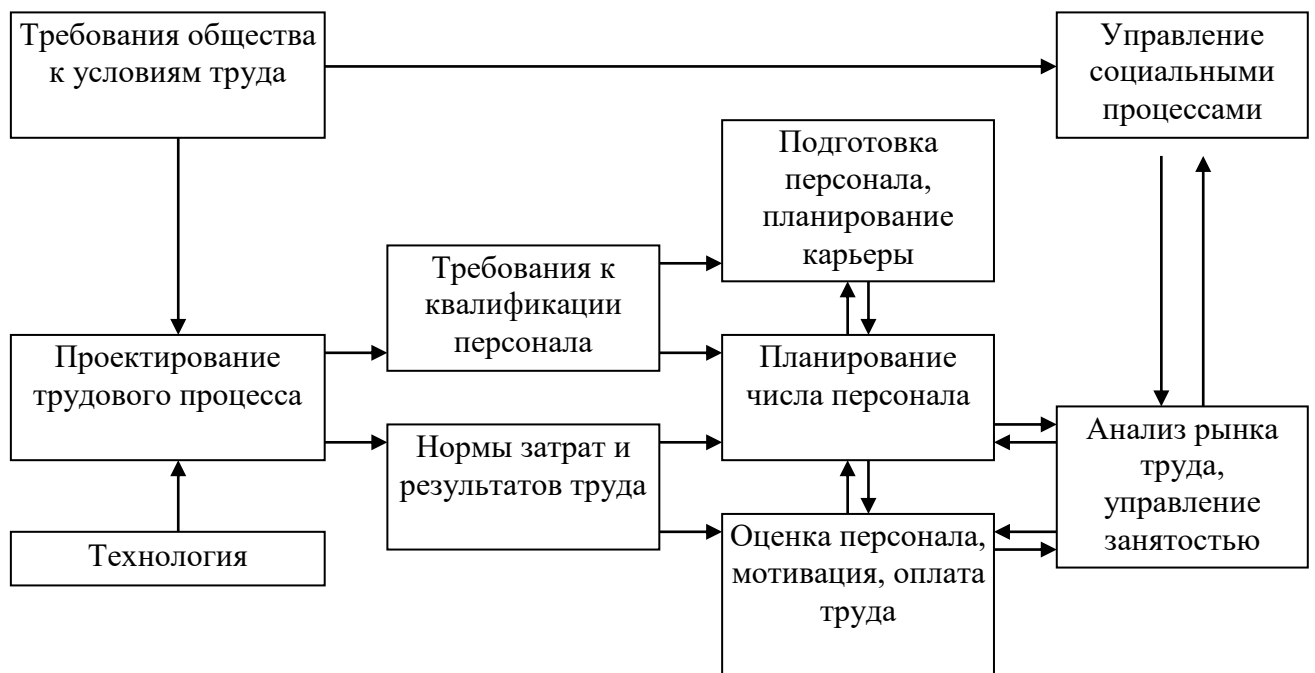 Требования общества
к условиям труда
Управление
социальными
процессами
Подготовка
персонала,
планирование
карьеры
Требования к
квалификации
персонала
Проектирование
трудового процесса
Планирование
числа персонала
Нормы затрат и
результатов труда
Анализ рынка
труда,
управление
занятостью
Технология
Оценка персонала,
мотивация, оплата
труда